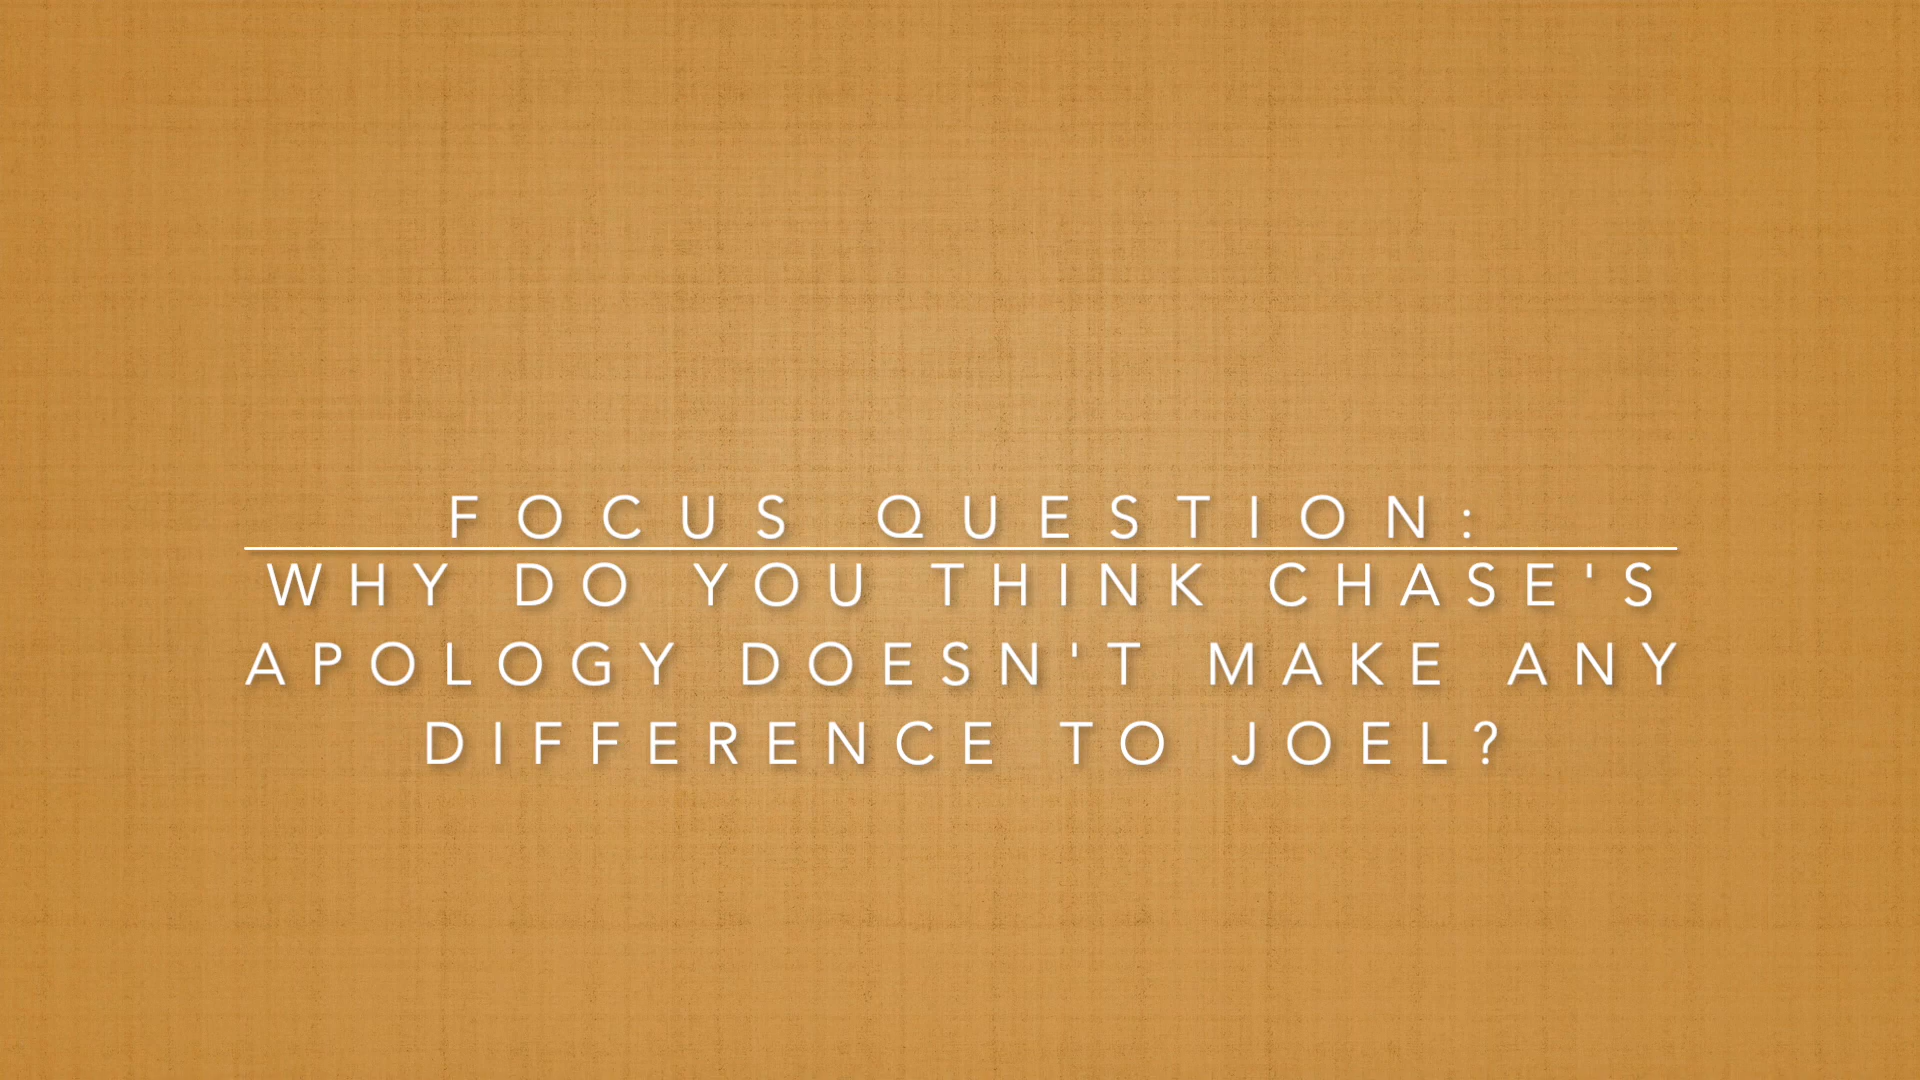 FOCUS QUESTION:
WHY DO YOU THINK CHASE'S
APOLOGY DOESN'T MAKE ANY
DIFFERENCE TO JOEL?